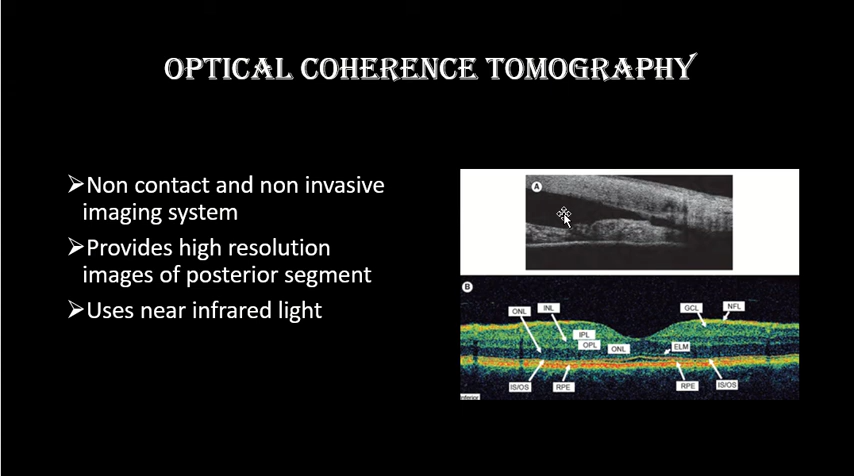 OPTICAL COHERENCE TOMOGRAPHY
➢Non contact and non invasive
imaging system
➢Provides high resolution
images of posterior segment
➢Uses near infrared light
A
B
ONL INL GCL NFL
IPL
OPL ONL ELM
IS/OS RPE RPE IS/OS